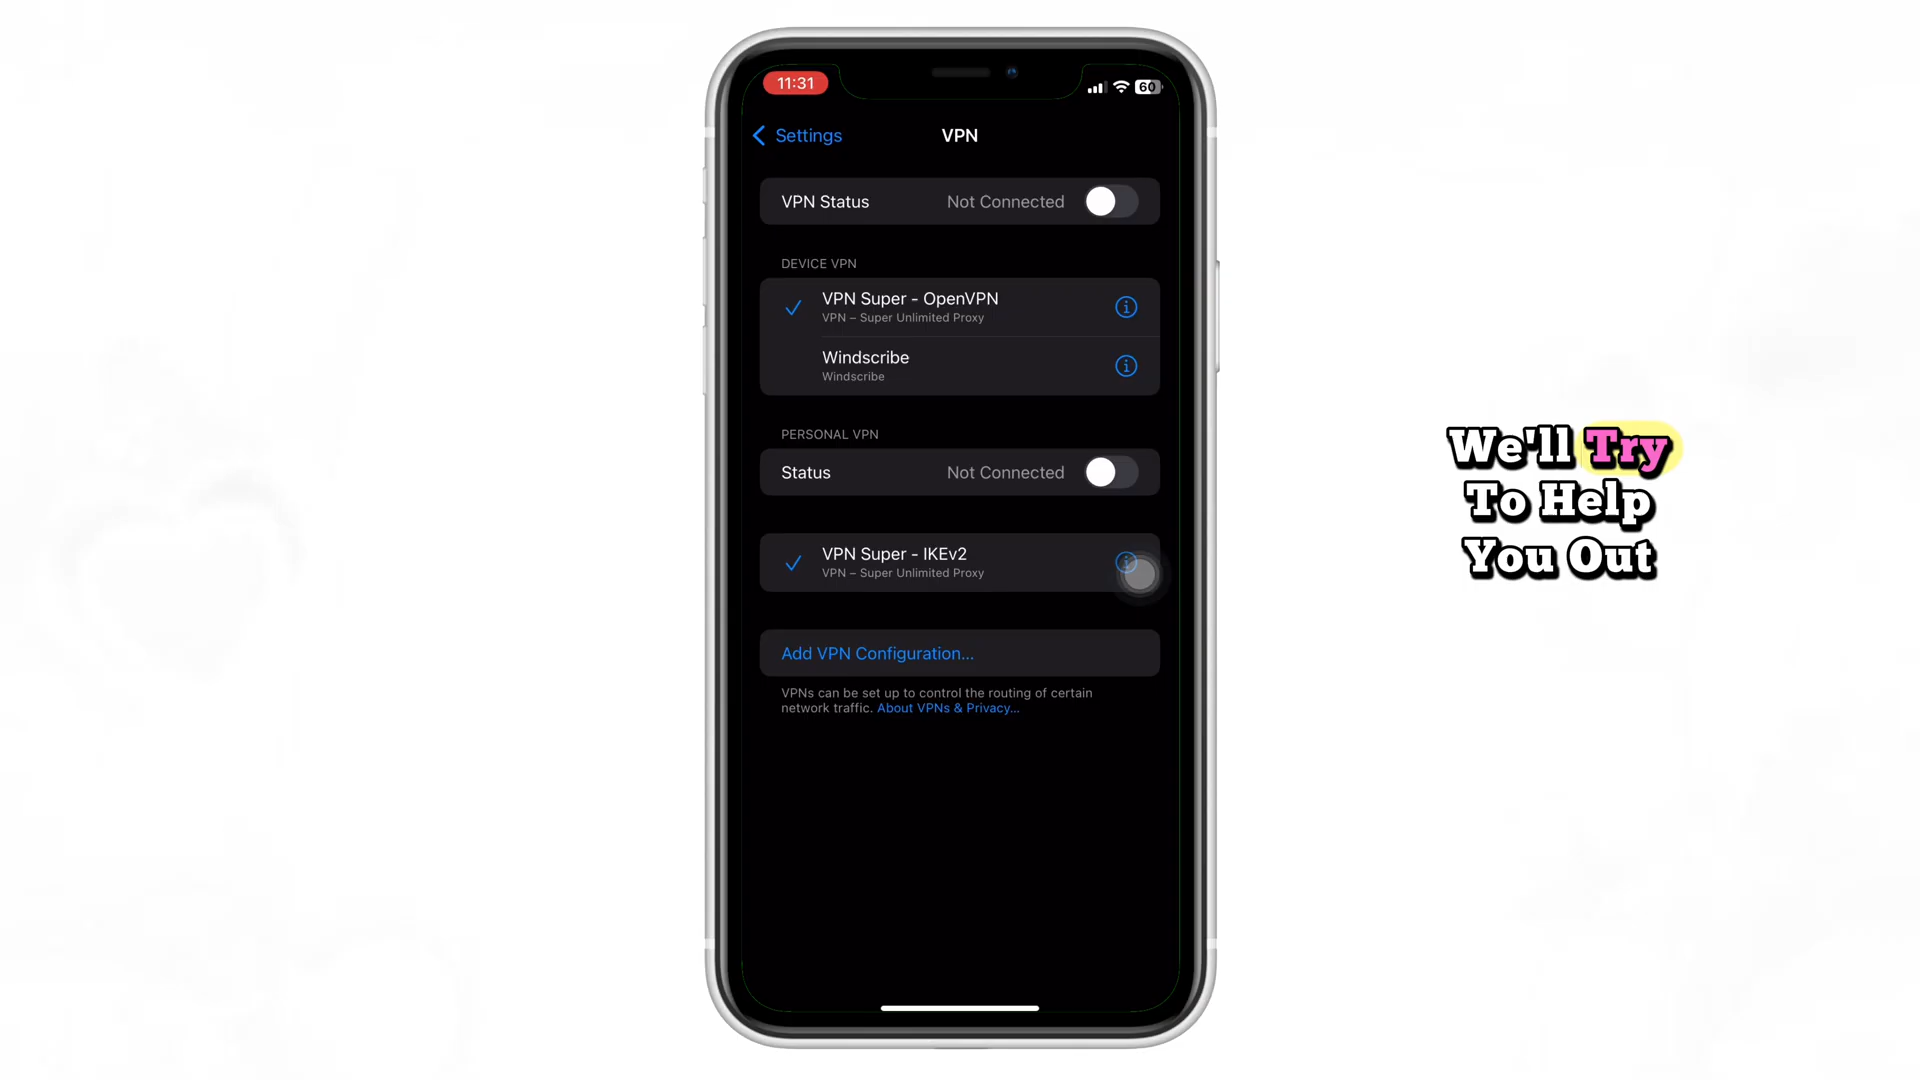 11:31
60
Settings
VPN
VPN Status Not Connected
DEVICE VPN
VPN Super - OpenVPN
VPN – Super Unlimited Proxy
Windscribe
Windscribe
PERSONAL VPN
Status Not Connected
VPN Super - IKEv2
VPN – Super Unlimited Proxy
Add VPN Configuration...
VPNs can be set up to control the routing of certain
network traffic. About VPNs & Privacy...
We'll Try
To Help
You Out